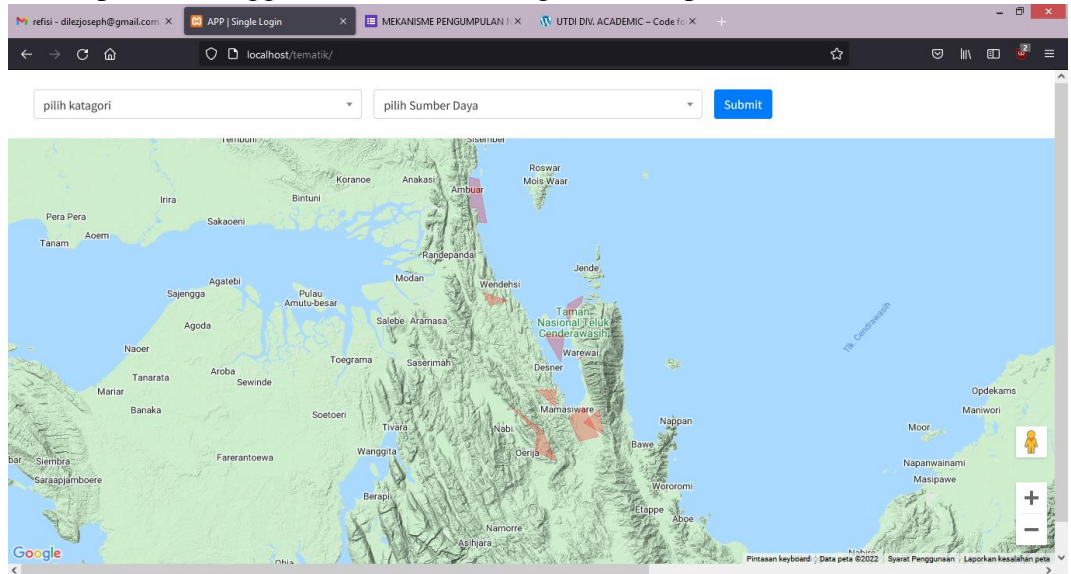 refisi - dilezjoseph@gmail.com
APP | Single Login
MEKANISME PENGUMPULAN
UTDI DIV. ACADEMIC – Code fo
localhost/tematik/
2
pilih katagori
pilih Sumber Daya
Submit
Sisember
Roswar
Mois-Waar
Koranoe
Anakasi
Ambuar
Irira
Bintuni
Pera Pera
Sakaoeni
Aoem
Tanam
Randepandai
Jende
Agatebi
Modan
Wendehsi
Sajengga
Pulau
Amutu-besar
Taman
Nasional Teluk
Cenderawasih
Tlk. Cendrawasih
Agoda
Salebe
Aramasa
Naoer
Warewai
Toegrama
Saserimah
Desner
Aroba
Tanarata
Sewinde
Mariar
Opdekams
Banaka
Soetoeri
Mamasiware
Maniwori
Nappan
Tivara
Nabi
Moor
Bawe
Wanggita
Oerija
Farerantoewa
Siembra
Napanwainami
Saraapjamboere
Masipawe
Wororomi
Berapi
Etappe
Aboe
Namorre
Asihjara
Google
Pintasan keyboard
Data peta ©2022
Syarat Penggunaan
Laporkan kesalahan peta